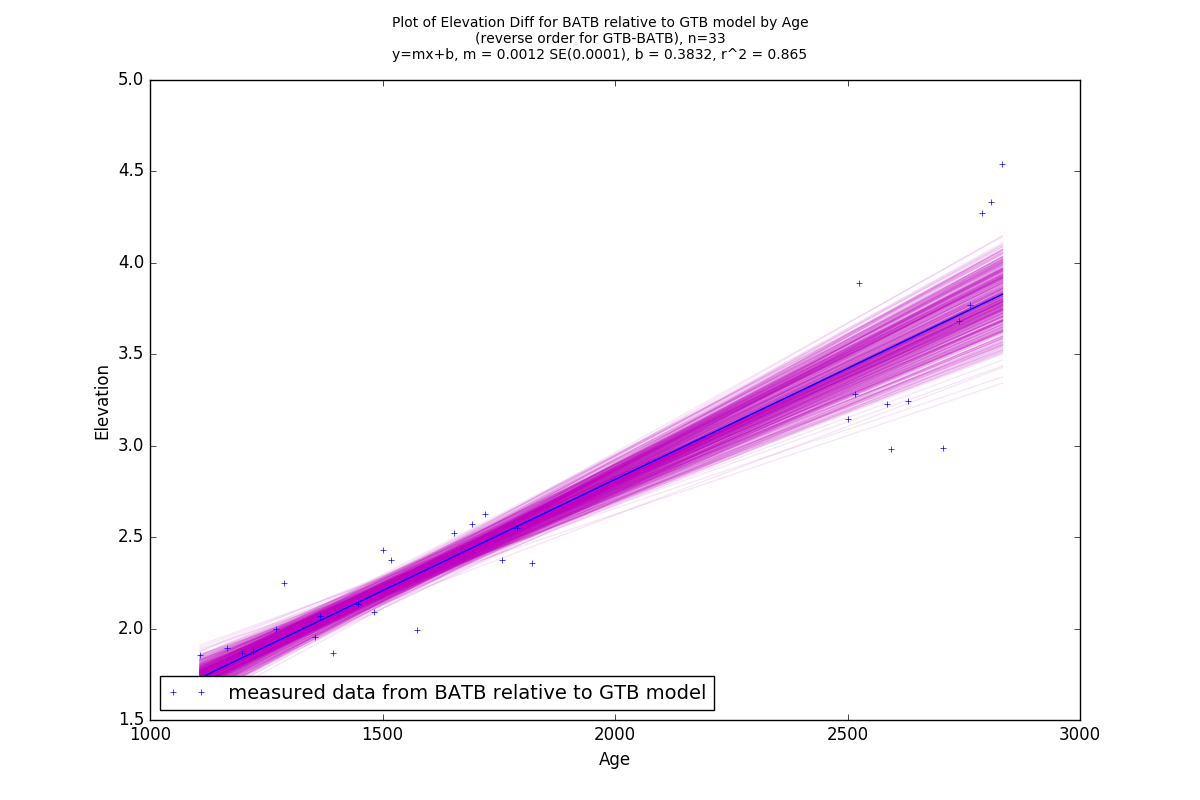 Plot of Elevation Diff for BATB relative to GTB model by Age
(reverse order for GTB-BATB), n=33
y=mx+b, m = 0.0012 SE(0.0001), b = 0.3832, r^2 = 0.865
5.0
4.5
4.0
3.5
3.0
2.5
2.0
1.5
Elevation
measured data from BATB relative to GTB model
1000 1500 2000 2500 3000
Age